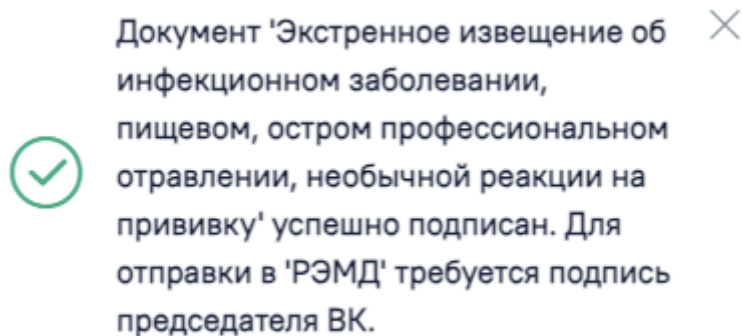 Документ 'Экстренное извещение об
инфекционном заболевании,
пищевом, остром профессиональном
отравлении, необычной реакции на
прививку' успешно подписан. Для
отправки в 'РЭМД' требуется подпись
председателя ВК.